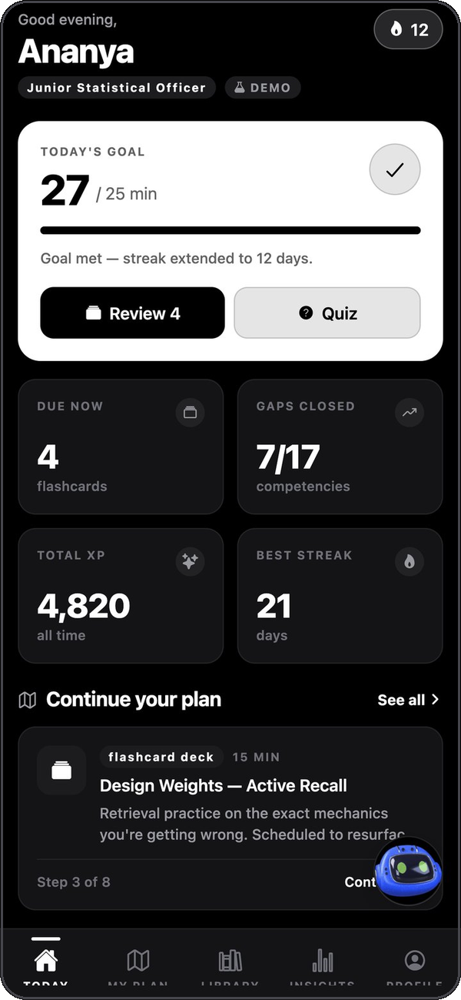 Good evening,
12
Ananya
Junior Statistical Officer
DEMO
TODAY'S GOAL
27 / 25 min
Goal met — streak extended to 12 days.
Review 4
Quiz
DUE NOW
4
flashcards
GAPS CLOSED
7/17
competencies
TOTAL XP
4,820
all time
BEST STREAK
21
days
Continue your plan
See all
flashcard deck
15 MIN
Design Weights — Active Recall
Retrieval practice on the exact mechanics
you're getting wrong. Scheduled to
Step 3 of 8
TODAY
MY PLAN
LIBRARY
INSIGHTS
PROFILE